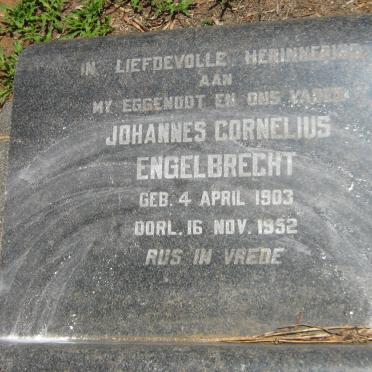 IN LIEFDEVOLLE HERINNERING
AAN
MY EGGENOOT EN ONS VADER
JOHANNES CORNELIUS
ENGELBRECHT
GEB. 4 APRIL 1903
OORL. 16 NOV. 1952
RUS IN VREDE